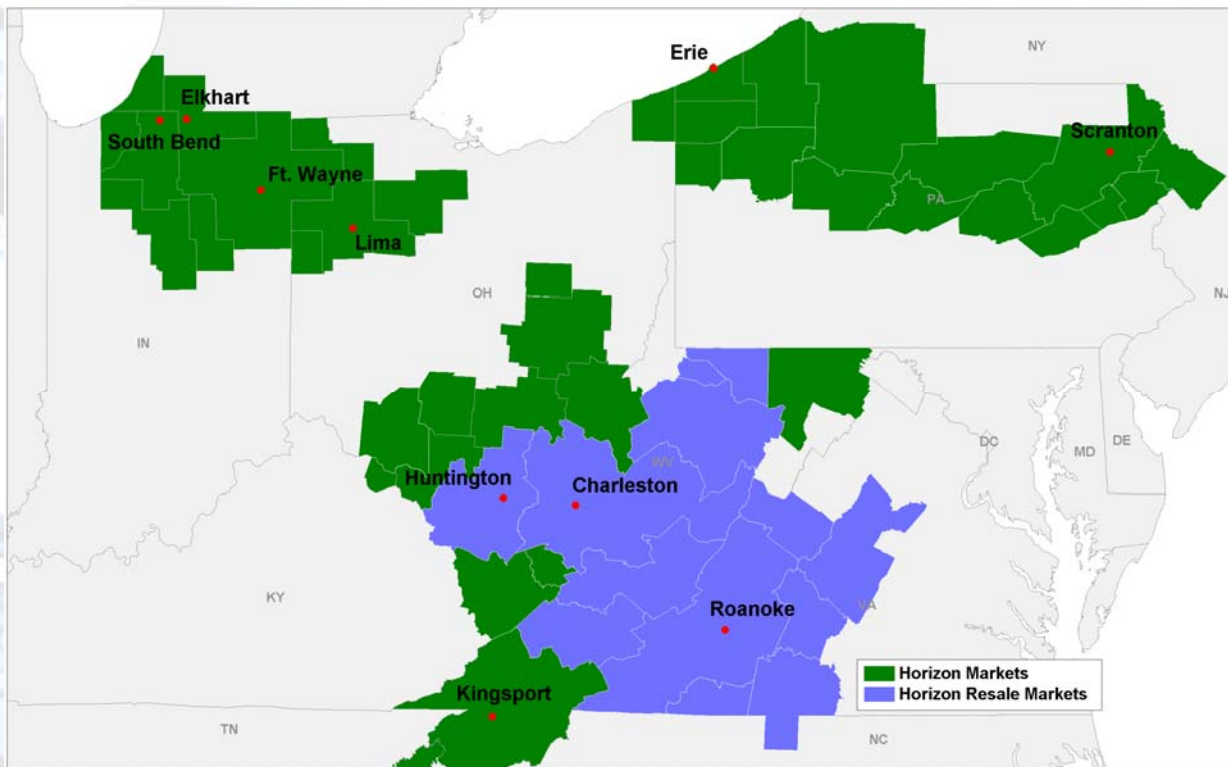 Erie
NY
Elkhart
South Bend
Scranton
Ft. Wayne
PA
Lima
OH
NJ
IN
DC
MD
DE
WV
Huntington
Charleston
KY
Roanoke
VA
Horizon Markets
Horizon Resale Markets
Kingsport
TN
NC